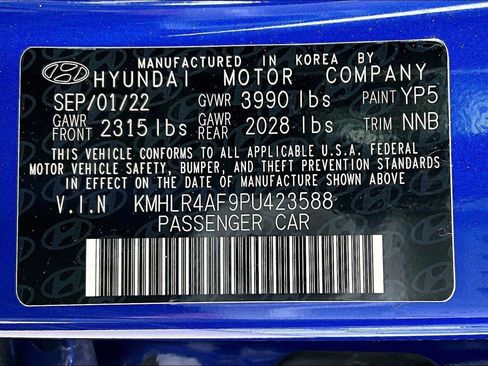 MANUFACTURED IN KOREA BY
HYUNDAI MOTOR COMPANY
SEP/01/22 GVWR 3990 lbs PAINT YP5
GAWR FRONT 2315 lbs GAWR REAR 2028 lbs TRIM NNB
THIS VEHICLE CONFORMS TO ALL APPLICABLE U.S.A. FEDERAL
MOTOR VEHICLE SAFETY, BUMPER, AND THEFT PREVENTION STANDARDS
IN EFFECT ON THE DATE OF MANUFACTURE SHOWN ABOVE
V.I.N KMHLR4AF9PU423588
PASSENGER CAR